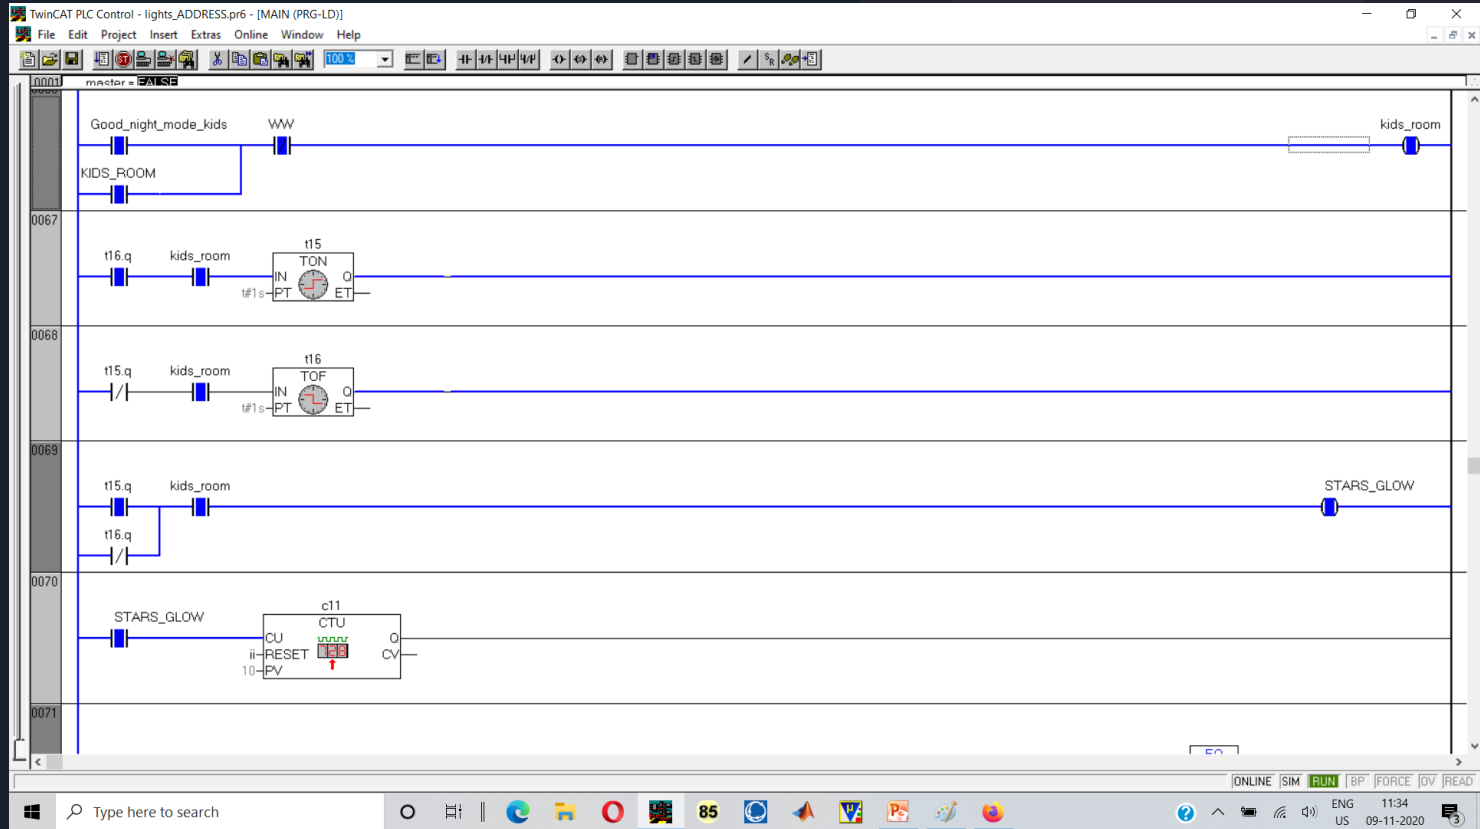 TwinCAT PLC Control - lights_ADDRESS.pr6 - [MAIN (PRG-LD)]
File Edit Project Insert Extras Online Window Help
100 %
0001 master = FALSE
Good_night_mode_kids WW kids_room
KIDS_ROOM
0067
t15
t16.q kids_room TON
IN Q
t#1s PT ET
0068
t16
t15.q kids_room TOF
IN Q
t#1s PT ET
0069
t15.q kids_room STARS_GLOW
t16.q
0070
c11
STARS_GLOW CTU
CU Q
ii RESET 728 CV
10 PV
0071
EQ
ONLINE SIM RUN BP FORCE OV READ
Type here to search
85
ENG 11:34
US 09-11-2020
3